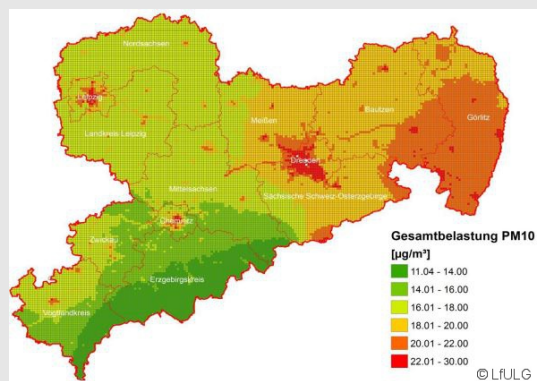 Nordsachsen
Leipzig
Landkreis Leipzig
Meißen
Bautzen
Görlitz
Dresden
Mittelsachsen
Sächsische Schweiz-Osterzgebirge
Chemnitz
Zwickau
Erzgebirgskreis
Vogtlandkreis
Gesamtbelastung PM10
[µg/m³]
11.04 - 14.00
14.01 - 16.00
16.01 - 18.00
18.01 - 20.00
20.01 - 22.00
22.01 - 30.00
© LfULG